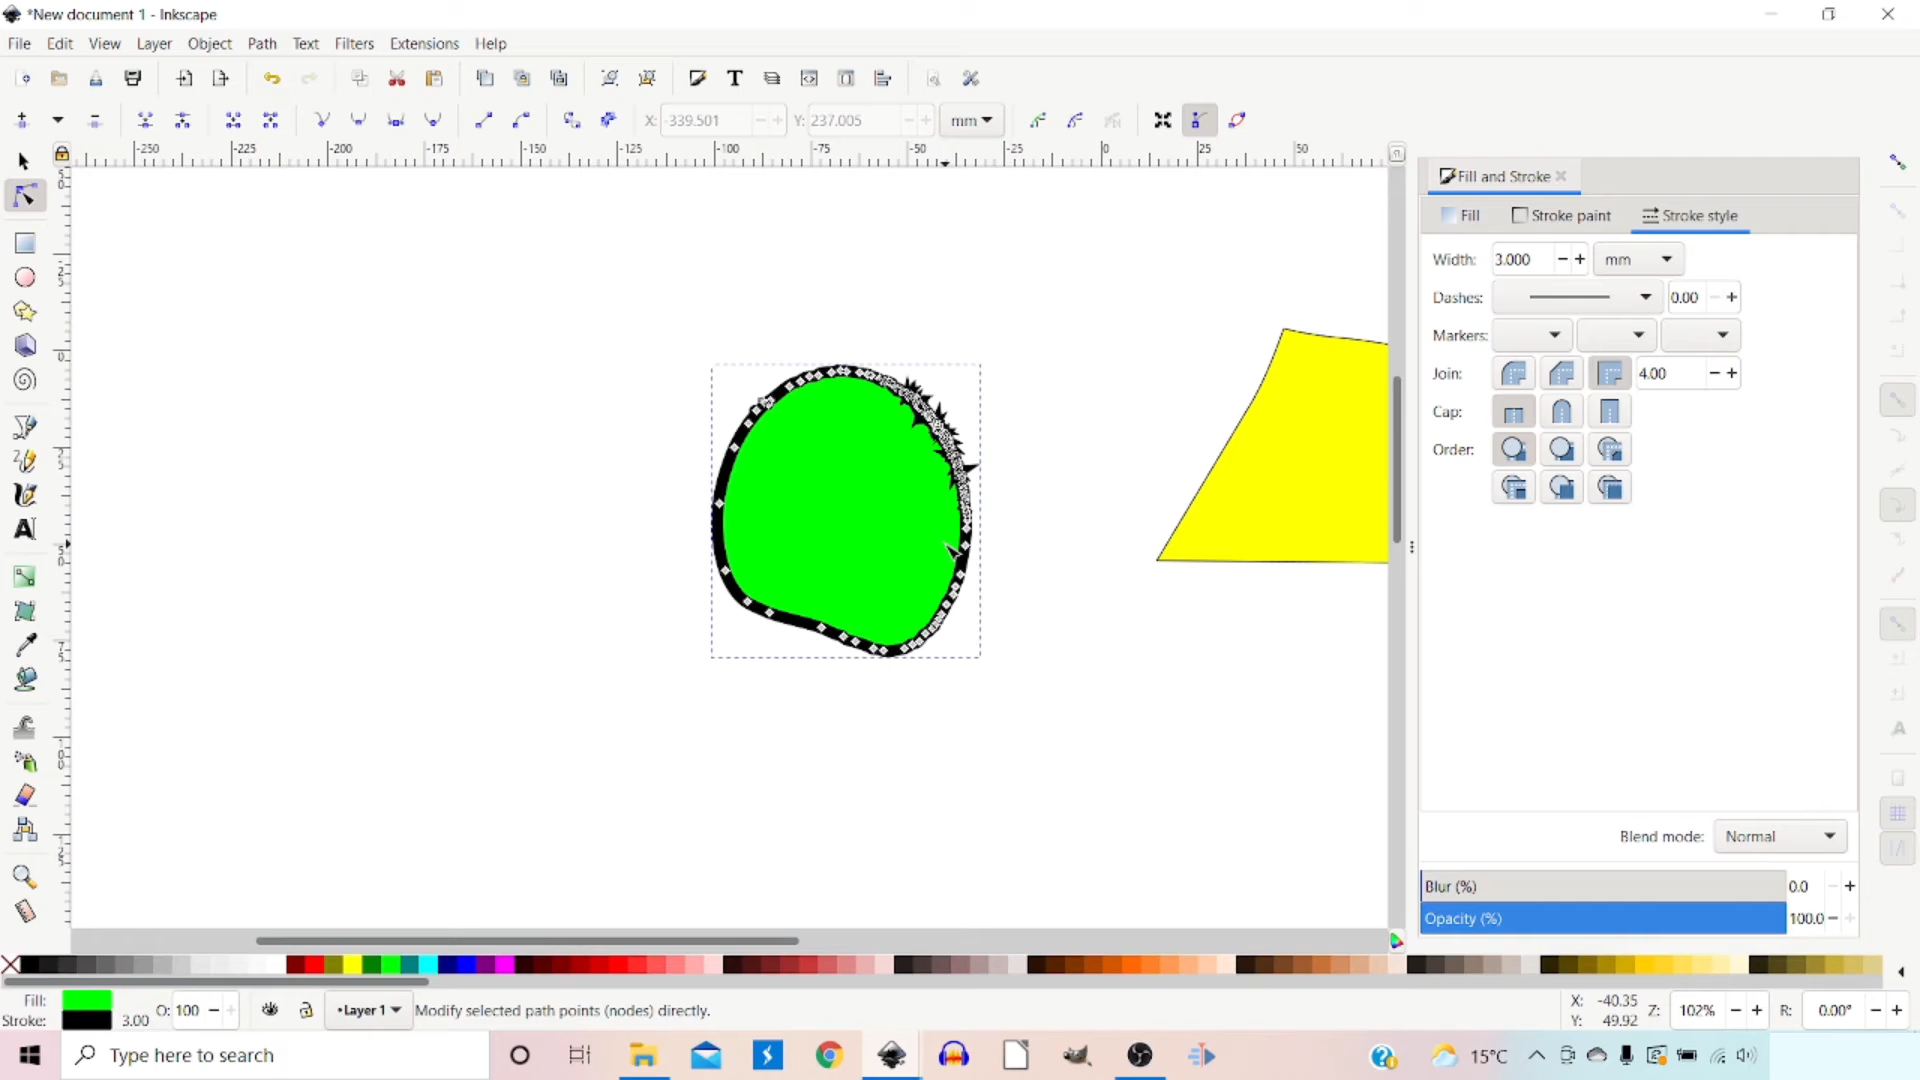 *New document 1 - Inkscape
File Edit View Layer Object Path Text Filters Extensions Help
X: -339.501 Y: 237.005 mm
-250 -225 -200 -175 -150 -125 -100 -75 -50 -25 0 25 50
Fill and Stroke
Fill Stroke paint Stroke style
Width: 3.000 mm
Dashes: 0.00
Markers:
Join: 4.00
Cap:
Order:
Blend mode: Normal
Blur (%) 0.0
Opacity (%) 100.0
Fill: O: 100 Layer 1 Modify selected path points (nodes) directly. X: -40.35 Z: 102% R: 0.00°
Stroke: 3.00 Y: 49.92
Type here to search 15°C